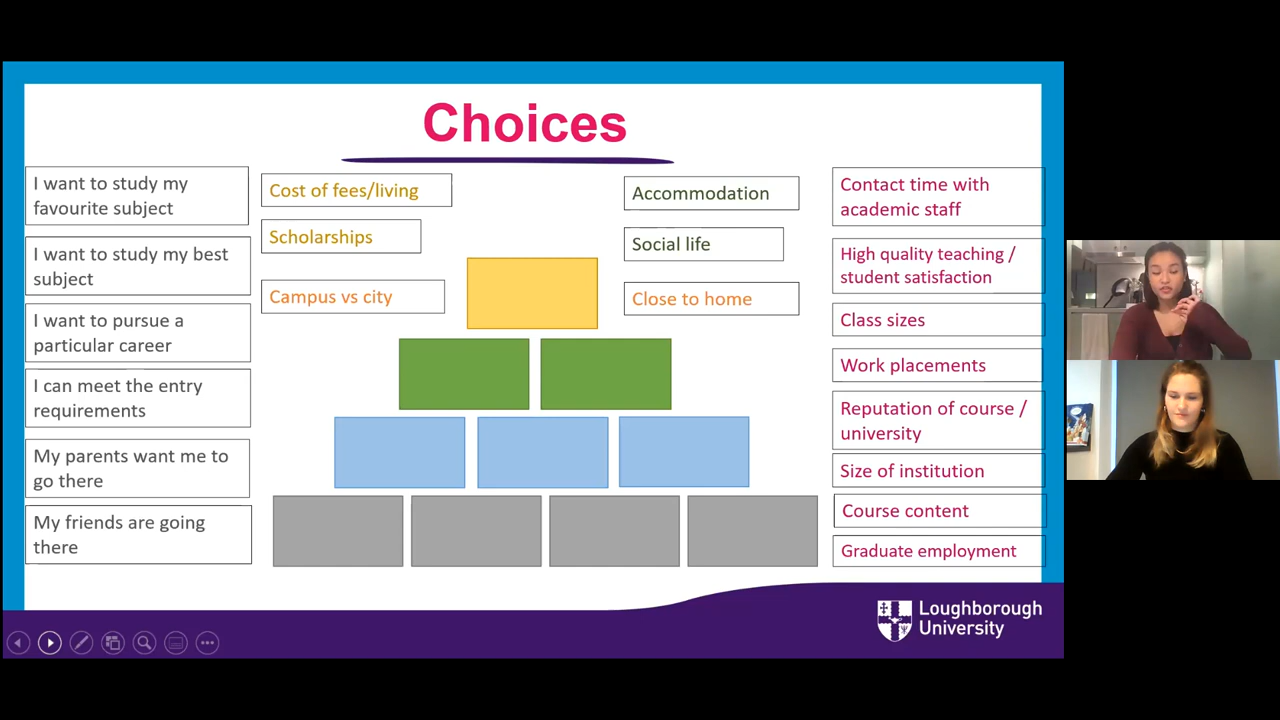 Choices
I want to study my
favourite subject
I want to study my best
subject
I want to pursue a
particular career
I can meet the entry
requirements
My parents want me to
go there
My friends are going
there
Cost of fees/living
Scholarships
Campus vs city
Accommodation
Social life
Close to home
Contact time with
academic staff
High quality teaching /
student satisfaction
Class sizes
Work placements
Reputation of course /
university
Size of institution
Course content
Graduate employment
Loughborough
University